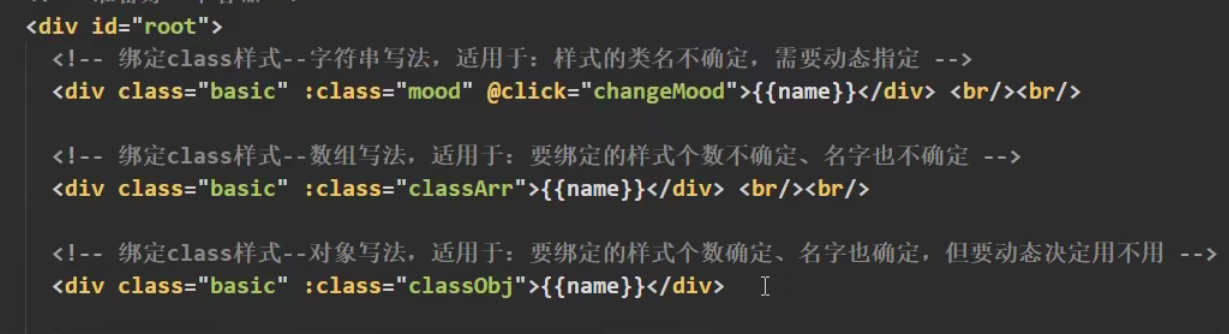 <div id="root">
<!-- 绑定class样式--字符串写法，适用于：样式的类名不确定，需要动态指定 -->
<div class="basic" :class="mood" @click="changeMood">{{name}}</div> <br/><br/>
<!-- 绑定class样式--数组写法，适用于：要绑定的样式个数不确定、名字也不确定 -->
<div class="basic" :class="classArr">{{name}}</div> <br/><br/>
<!-- 绑定class样式--对象写法，适用于：要绑定的样式个数确定、名字也确定，但要动态决定用不用 -->
<div class="basic" :class="classObj">{{name}}</div>